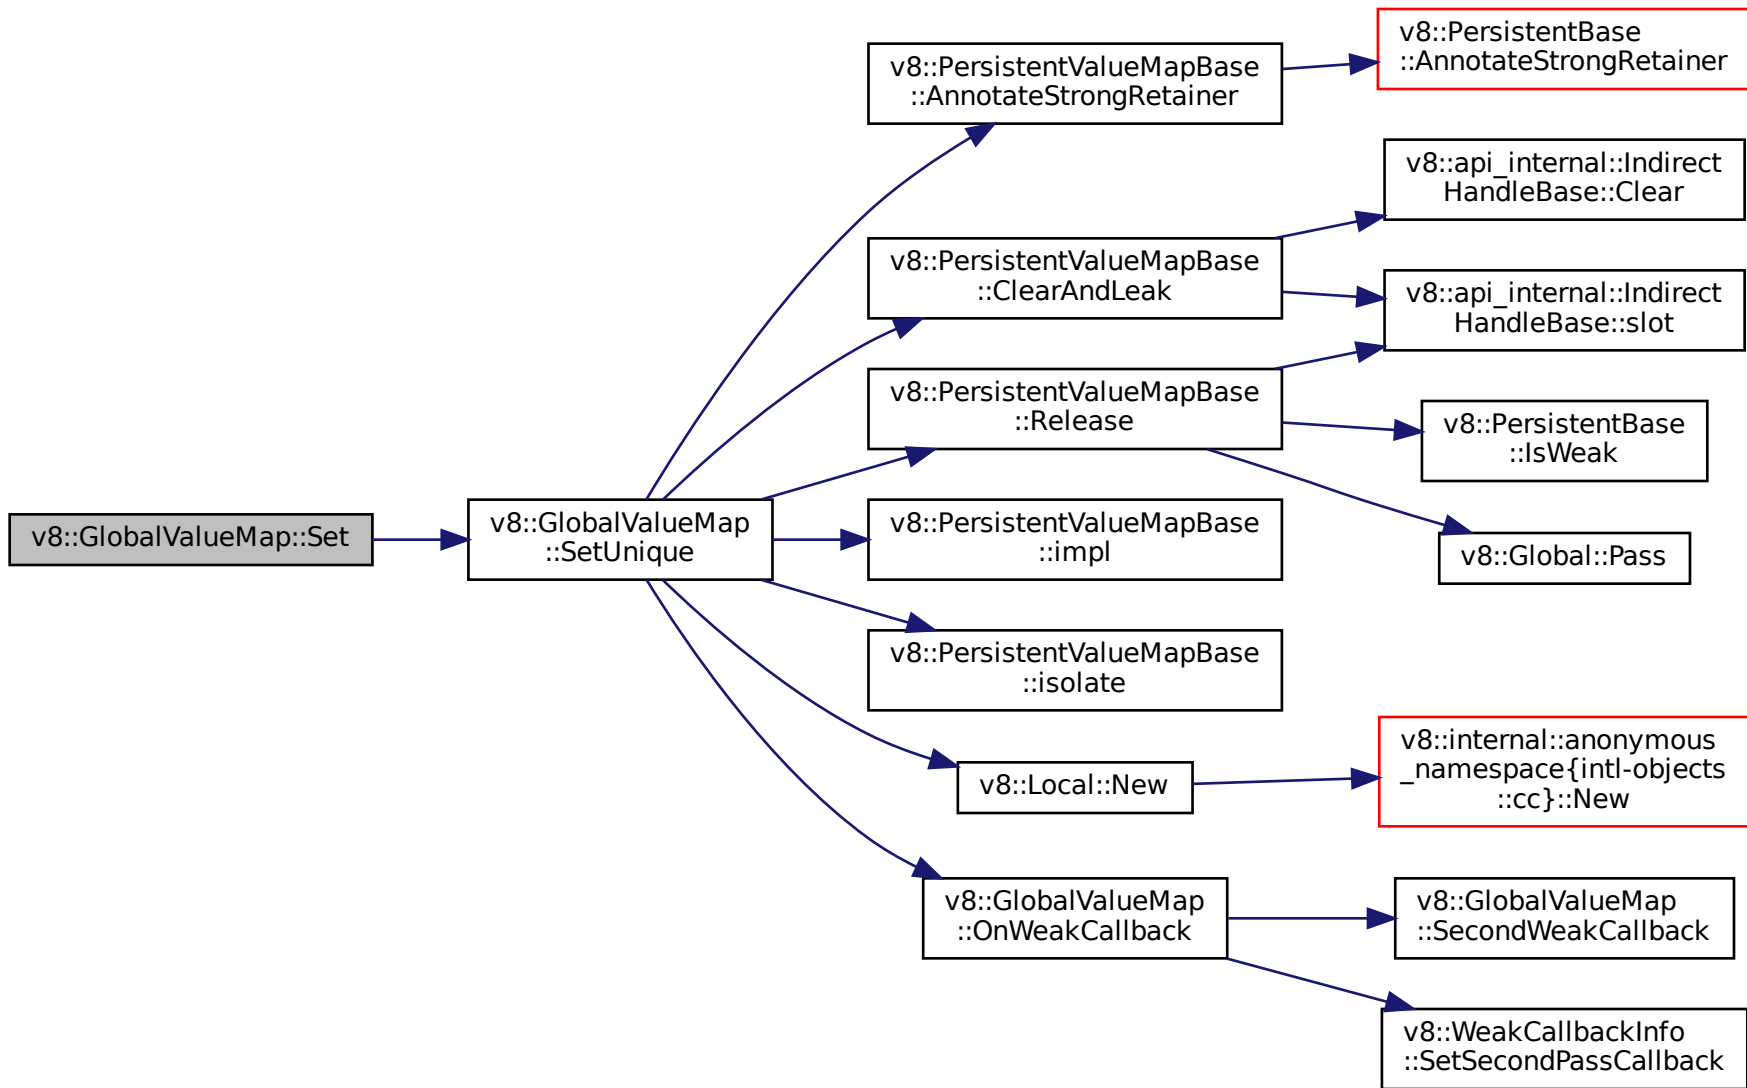 v8::GlobalValueMap::Set
v8::GlobalValueMap
::SetUnique
v8::PersistentValueMapBase
::AnnotateStrongRetainer
v8::PersistentValueMapBase
::ClearAndLeak
v8::PersistentValueMapBase
::Release
v8::PersistentValueMapBase
::impl
v8::PersistentValueMapBase
::isolate
v8::Local::New
v8::GlobalValueMap
::OnWeakCallback
v8::PersistentBase
::AnnotateStrongRetainer
v8::api_internal::Indirect
HandleBase::Clear
v8::api_internal::Indirect
HandleBase::slot
v8::PersistentBase
::IsWeak
v8::Global::Pass
v8::internal::anonymous
_namespace{intl-objects
::cc}::New
v8::GlobalValueMap
::SecondWeakCallback
v8::WeakCallbackInfo
::SetSecondPassCallback